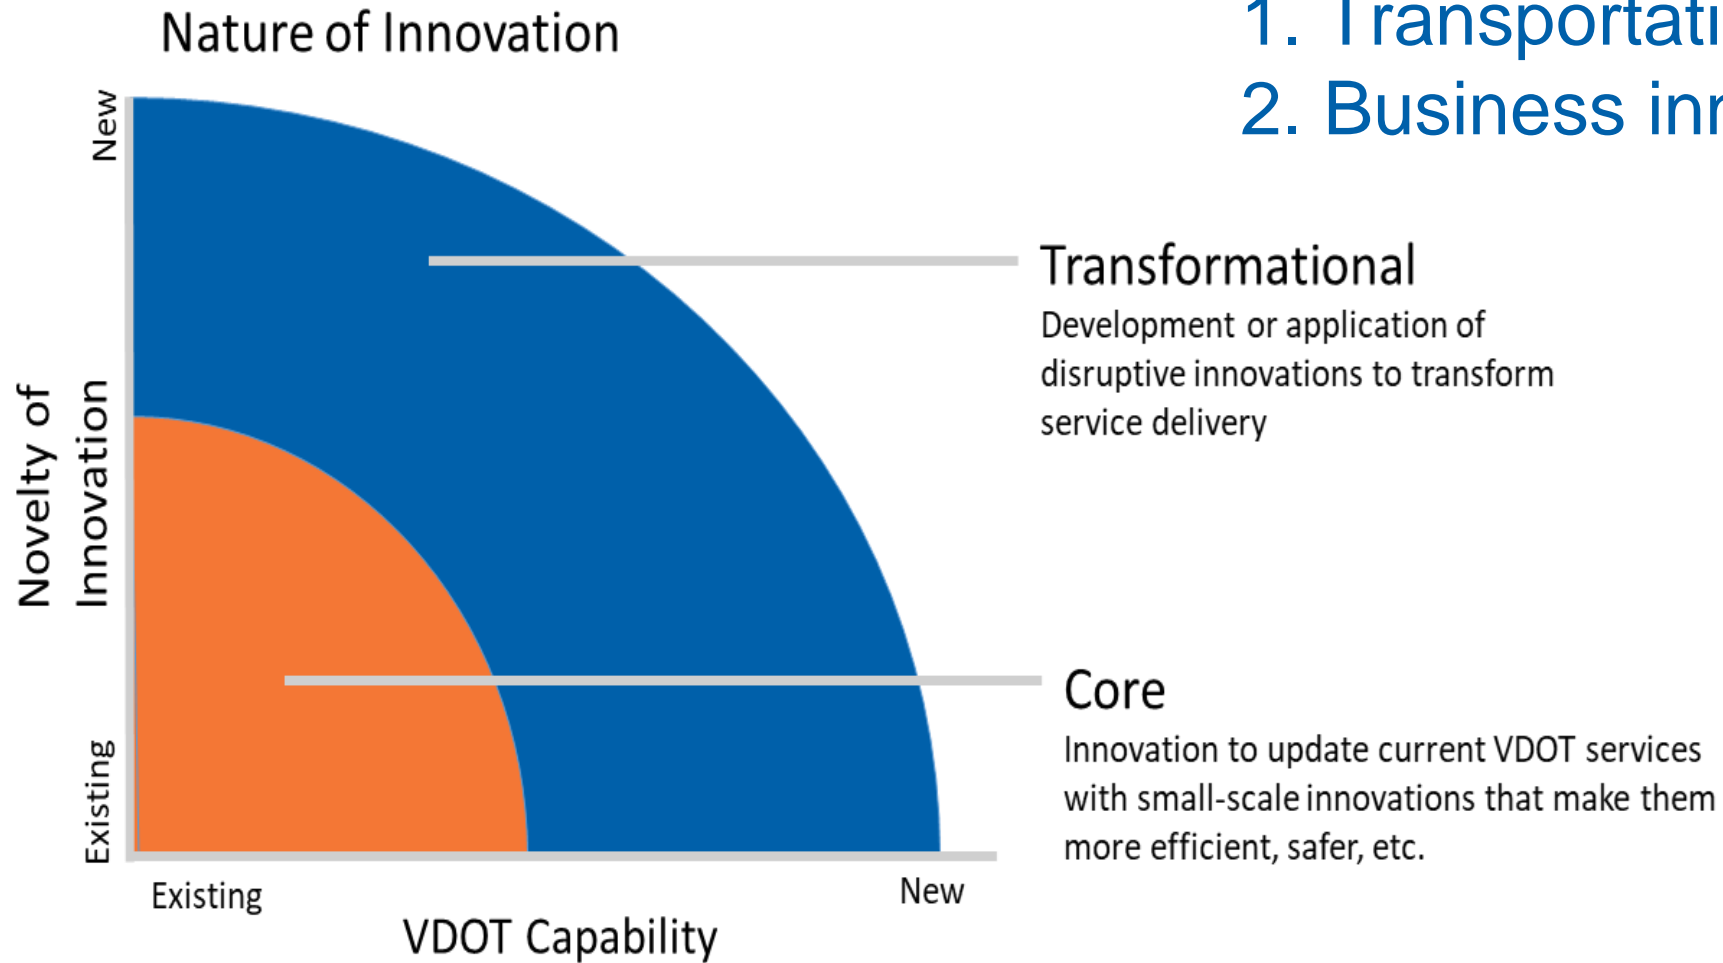 Nature of Innovation
1.
2. Business
New
Novelty of
Innovation
Existing
Existing
New
VDOT Capability
Transformational
Development or application of
disruptive innovations to transform
service delivery
Core
Innovation to update current VDOT services
with small-scale innovations that make them
more efficient, safer, etc.